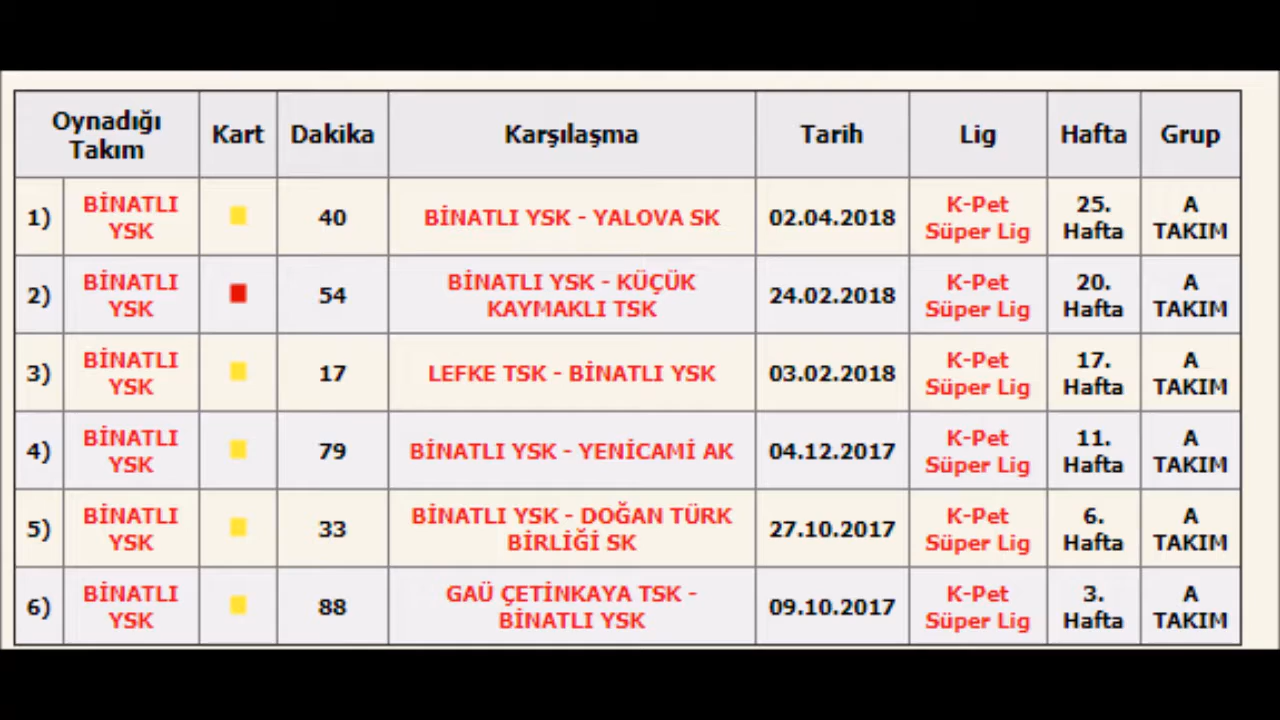 Oynadığı
Takım
Kart
Dakika
Karşılaşma
Tarih
Lig
Hafta
Grup
1)
BİNATLI
YSK
40
BİNATLI YSK - YALOVA SK
02.04.2018
K-Pet
Süper Lig
25.
Hafta
A
TAKIM
2)
BİNATLI
YSK
54
BİNATLI YSK - KÜÇÜK
KAYMAKLI TSK
24.02.2018
K-Pet
Süper Lig
20.
Hafta
A
TAKIM
3)
BİNATLI
YSK
17
LEFKE TSK - BİNATLI YSK
03.02.2018
K-Pet
Süper Lig
17.
Hafta
A
TAKIM
4)
BİNATLI
YSK
79
BİNATLI YSK - YENİCAMİ AK
04.12.2017
K-Pet
Süper Lig
11.
Hafta
A
TAKIM
5)
BİNATLI
YSK
33
BİNATLI YSK - DOĞAN TÜRK
BİRLİĞİ SK
27.10.2017
K-Pet
Süper Lig
6.
Hafta
A
TAKIM
6)
BİNATLI
YSK
88
GAÜ ÇETİNKAYA TSK -
BİNATLI YSK
09.10.2017
K-Pet
Süper Lig
3.
Hafta
A
TAKIM